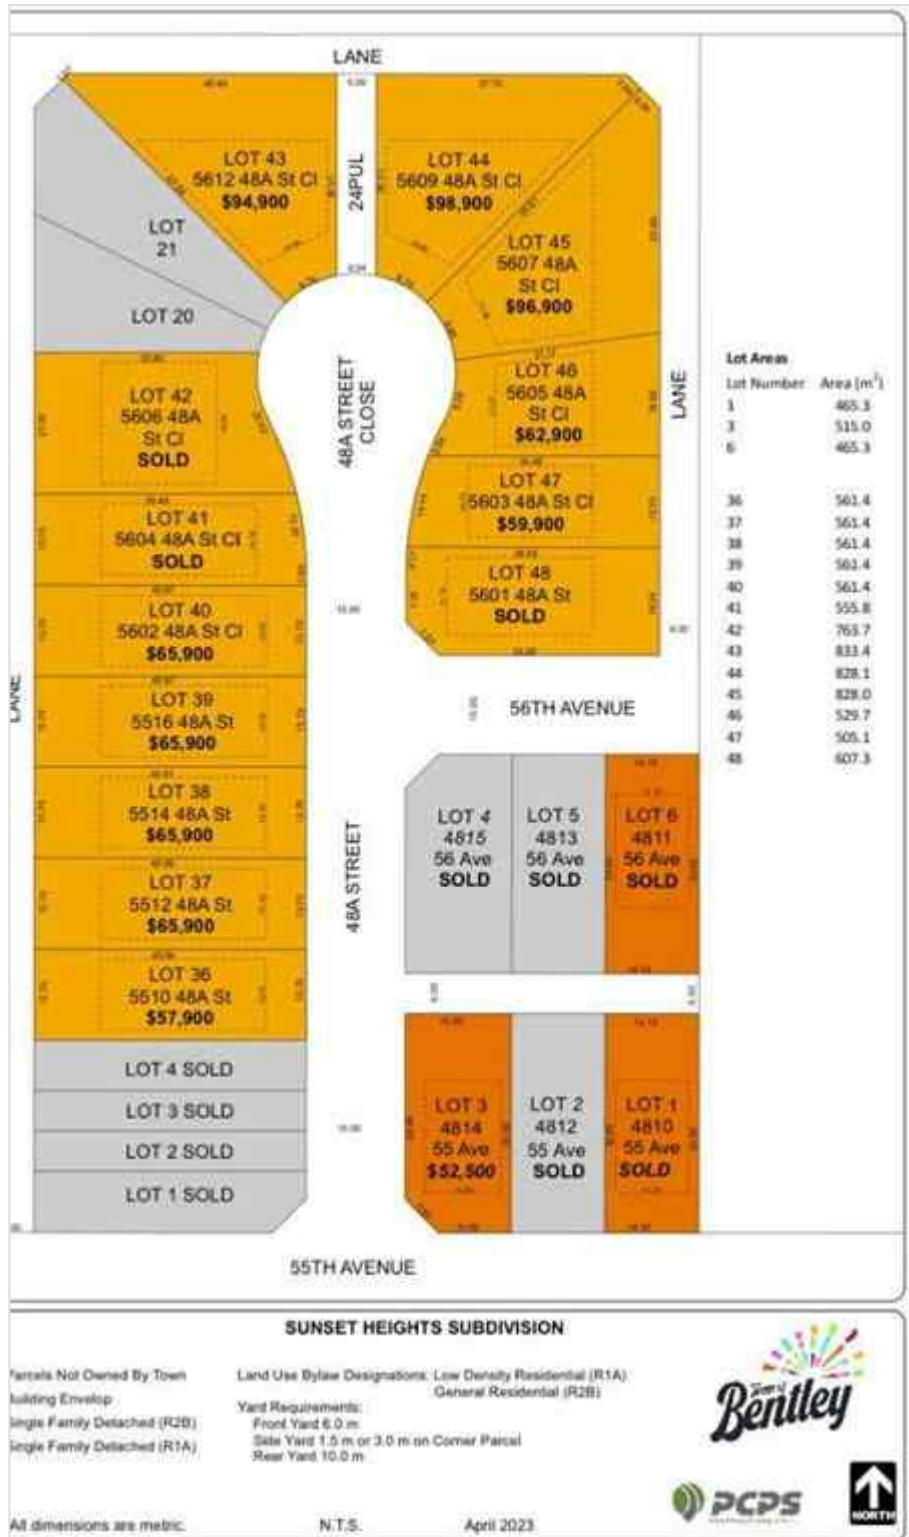 LANE
LOT 43
5612 48A St Cl
$94,900
24PUL
LOT 44
5609 48A St Cl
$98,900
LOT
21
LOT 45
5607 48A
St Cl
$96,900
LOT 20
LOT 42
5606 48A
St Cl
SOLD
48A STREET
CLOSE
LOT 46
5605 48A
St Cl
$62,900
LANE
LOT 47
5603 48A St Cl
$59,900
LOT 41
5604 48A St Cl
SOLD
LOT 48
5601 48A St
SOLD
LOT 40
5602 48A St Cl
$65,900
LANE
LOT 39
5516 48A St
$65,900
56TH AVENUE
LOT 38
5514 48A St
$65,900
48A STREET
LOT 4
4815
56 Ave
SOLD
LOT 5
4813
56 Ave
SOLD
LOT 6
4811
56 Ave
SOLD
LOT 37
5512 48A St
$65,900
LOT 36
5510 48A St
$57,900
LOT 4 SOLD
LOT 3 SOLD
LOT 2 SOLD
LOT 1 SOLD
LOT 3
4814
55 Ave
$52,500
LOT 2
4812
55 Ave
SOLD
LOT 1
4810
55 Ave
SOLD
55TH AVENUE
Lot Areas
Lot Number Area (m²)
1 465.3
3 515.0
6 465.3
36 561.4
37 561.4
38 561.4
39 561.4
40 561.4
41 555.8
42 763.7
43 833.4
44 828.1
45 828.0
46 529.7
47 505.1
48 607.3
SUNSET HEIGHTS SUBDIVISION
Parcels Not Owned By Town
Building Envelop
Single Family Detached (R2B)
Single Family Detached (R1A)
Land Use Bylaw Designations: Low Density Residential (R1A)
General Residential (R2B)
Yard Requirements:
Front Yard 6.0 m
Side Yard 1.5 m or 3.0 m on Corner Parcel
Rear Yard 10.0 m
Town of
Bentley
PCPS
NORTH
All dimensions are metric.
N.T.S.
April 2023